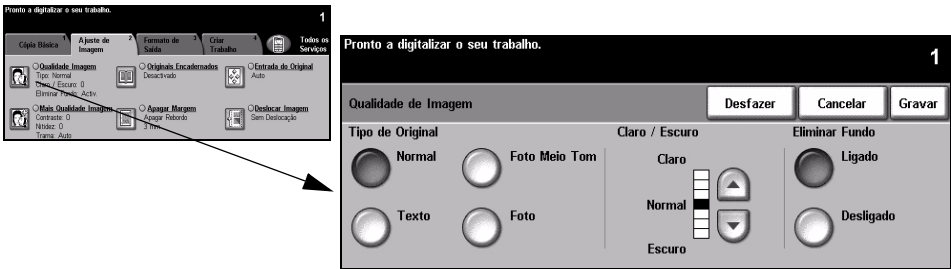 Pronto a digitalizar o seu trabalho.
1
Cópia Básica 1
Ajuste de Imagem 2
Formato de Saída 3
Criar Trabalho 4
Todos os Serviços
Qualidade Imagem
Tipo: Normal
Claro / Escuro: 0
Eliminar Fundo: Activ.
Originais Encadernados
Desactivado
Entrada do Original
Auto
Mais Qualidade Imagem
Contraste: 0
Nitidez: 0
Trama: Auto
Apagar Margem
Apagar Rebordo
3 mm
Deslocar Imagem
Sem Deslocação
Pronto a digitalizar o seu trabalho.
1
Qualidade de Imagem
Desfazer
Cancelar
Gravar
Tipo de Original
Claro / Escuro
Eliminar Fundo
Normal
Foto Meio Tom
Claro
Ligado
Normal
Texto
Foto
Desligado
Escuro